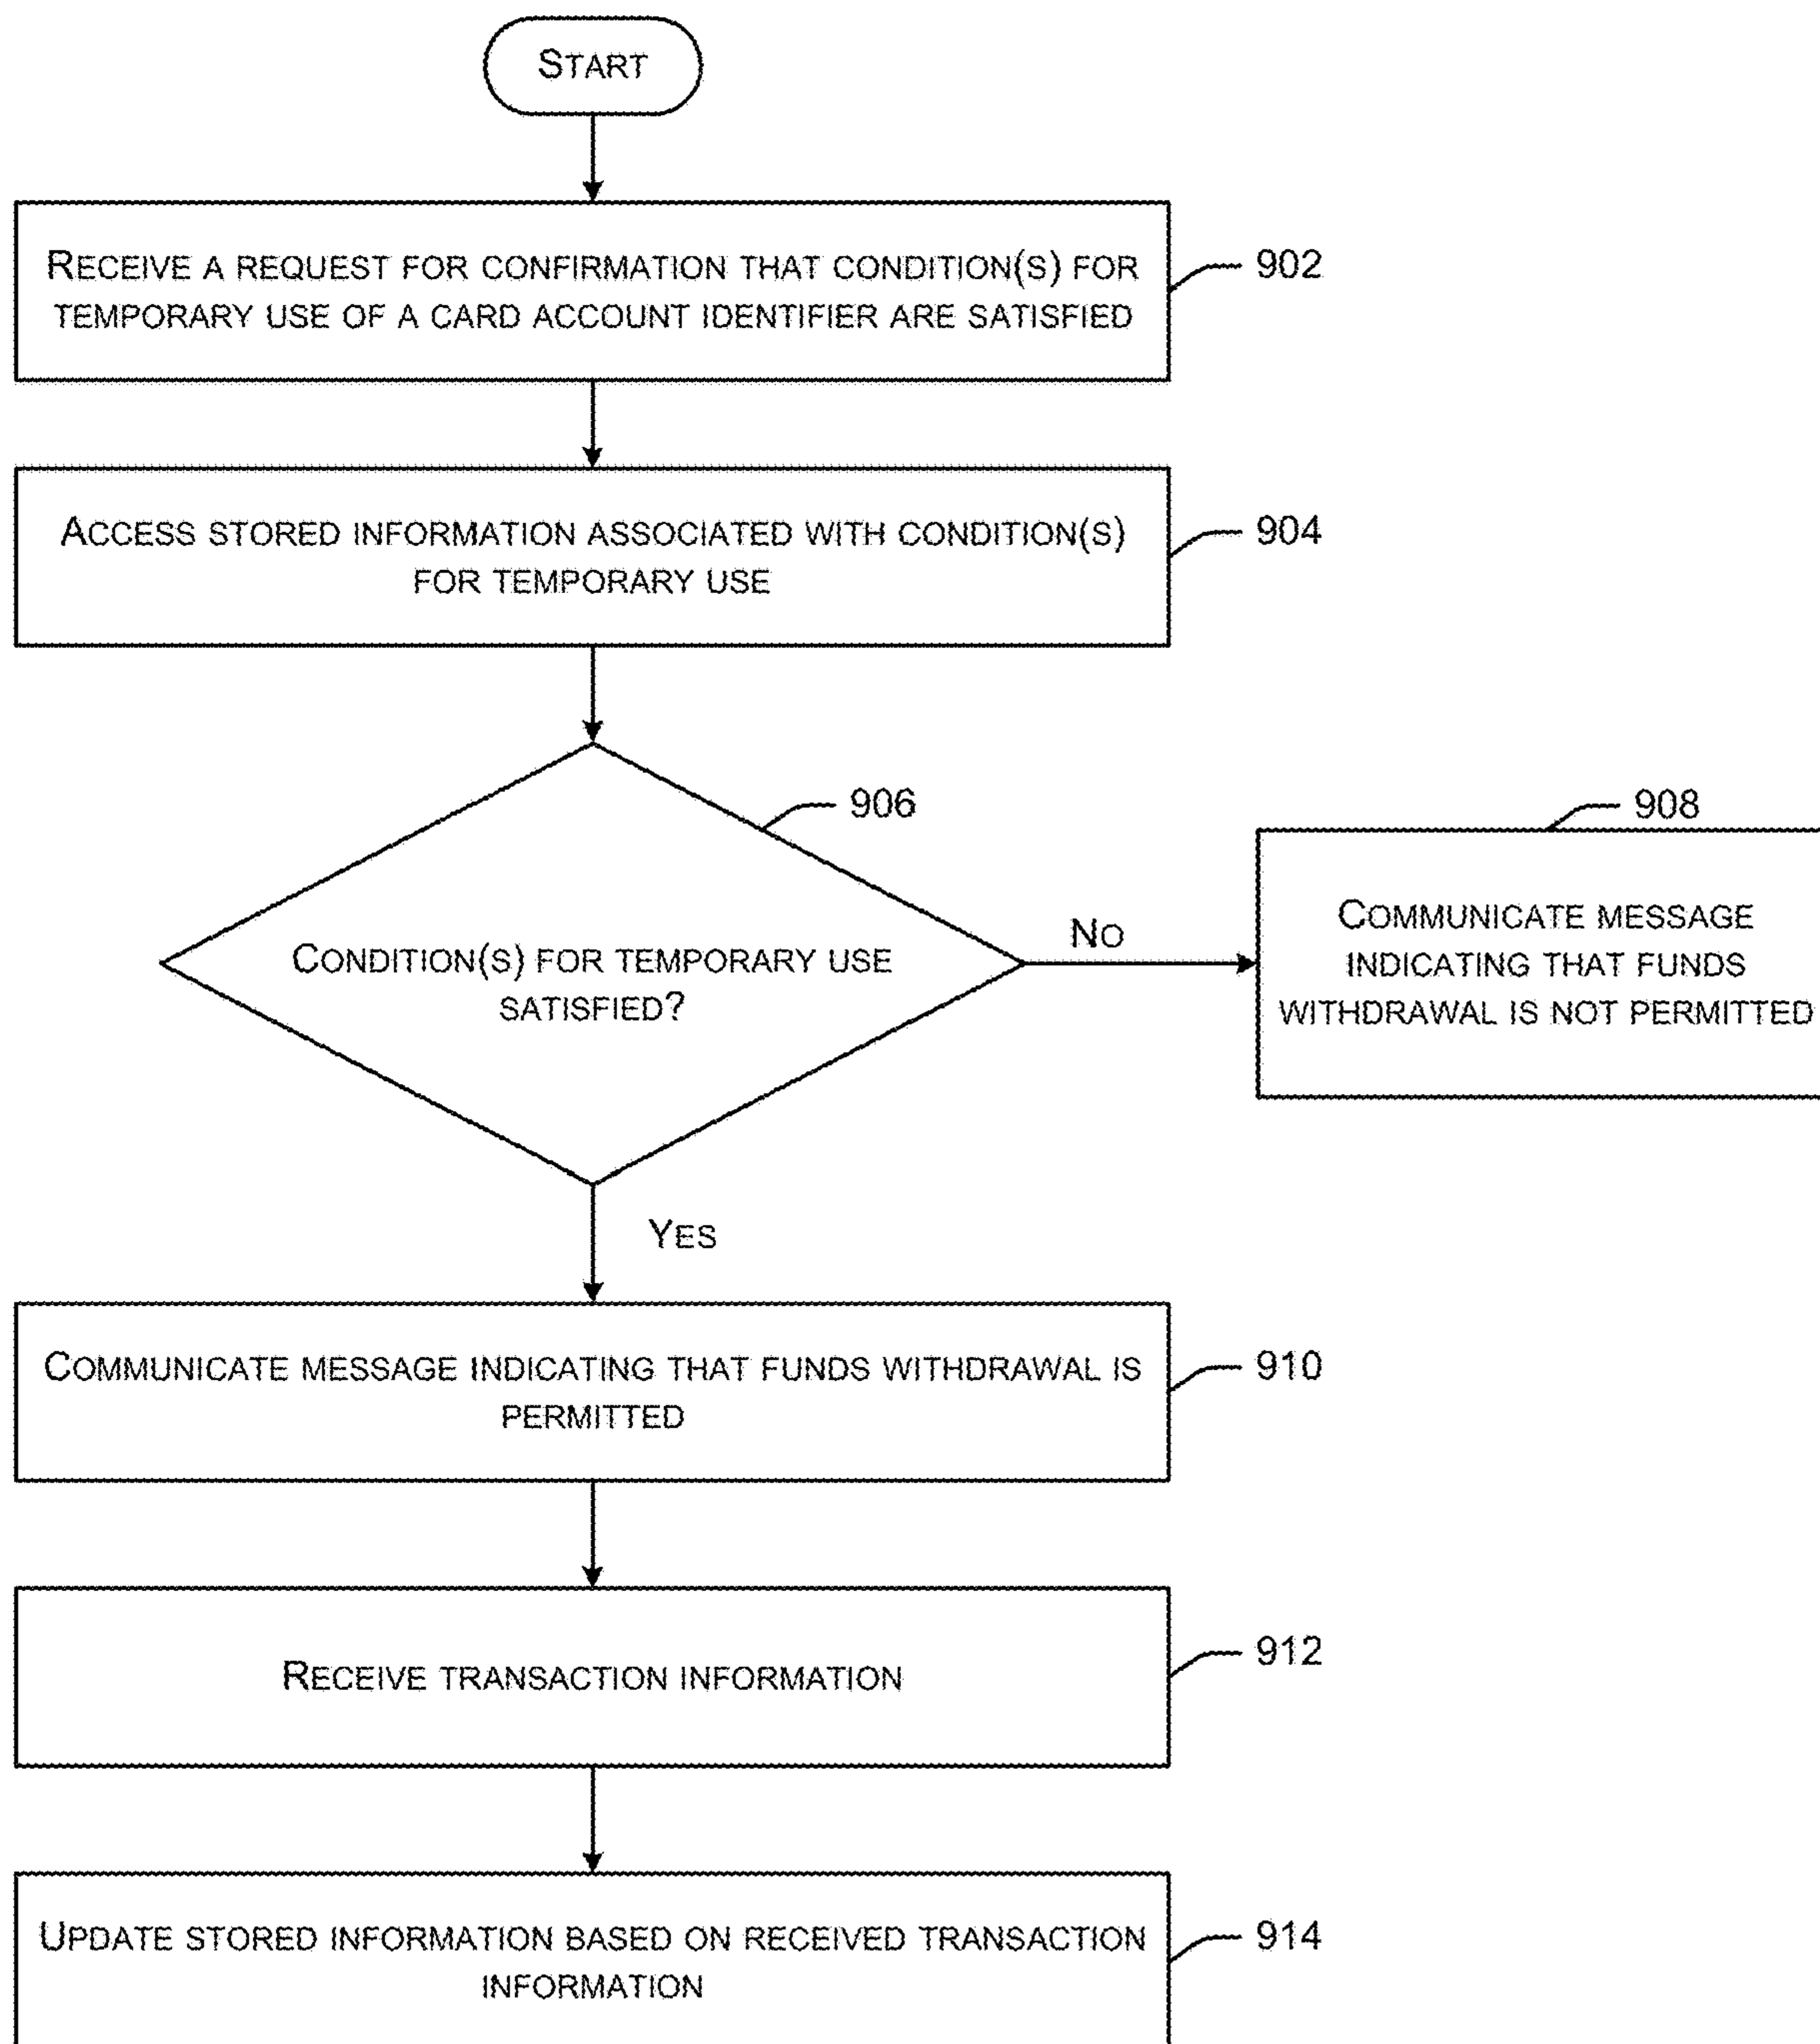 START
RECEIVE A REQUEST FOR CONFIRMATION THAT CONDITION(S) FOR
TEMPORARY USE OF A CARD ACCOUNT IDENTIFIER ARE SATISFIED
902
ACCESS STORED INFORMATION ASSOCIATED WITH CONDITION(S)
FOR TEMPORARY USE
904
906
CONDITION(S) FOR TEMPORARY USE
SATISFIED?
NO
908
COMMUNICATE MESSAGE
INDICATING THAT FUNDS
WITHDRAWAL IS NOT PERMITTED
YES
COMMUNICATE MESSAGE INDICATING THAT FUNDS WITHDRAWAL IS
PERMITTED
910
RECEIVE TRANSACTION INFORMATION
912
UPDATE STORED INFORMATION BASED ON RECEIVED TRANSACTION
INFORMATION
914